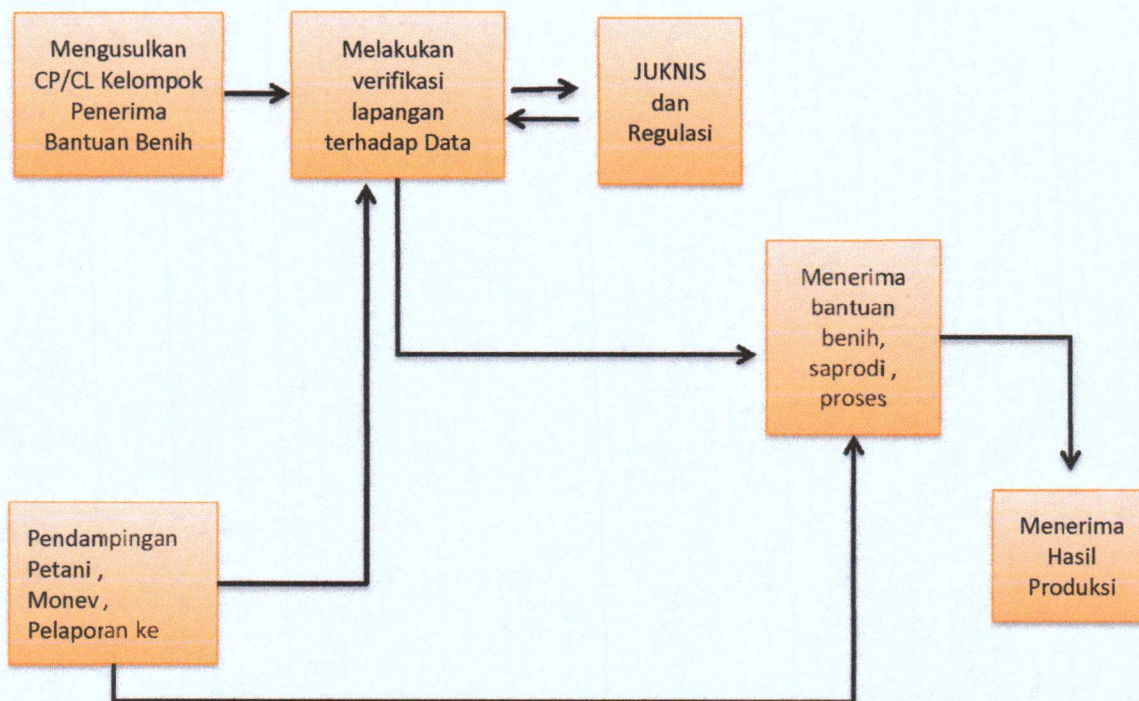 Mengusulkan
CP/CL Kelompok
Penerima
Bantuan Benih
Melakukan
verifikasi
lapangan
terhadap Data
JUKNIS
dan
Regulasi
Menerima
bantuan
benih,
saprodi ,
proses
Pendampingan
Petani ,
Monev ,
Pelaporan ke
Menerima
Hasil
Produksi